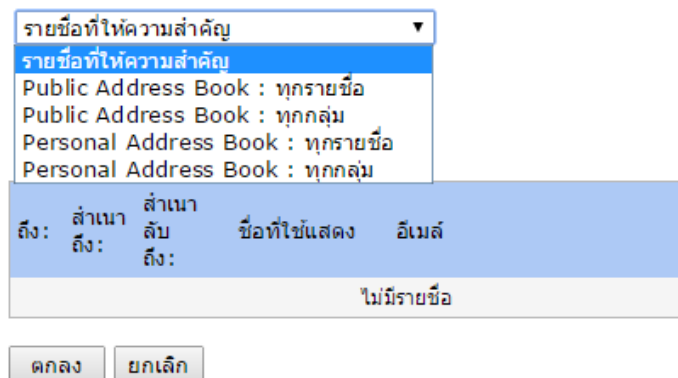 รายชื่อที่ให้ความสำคัญ
รายชื่อที่ให้ความสำคัญ
Public Address Book : ทุกรายชื่อ
Public Address Book : ทุกกลุ่ม
Personal Address Book : ทุกรายชื่อ
Personal Address Book : ทุกกลุ่ม
ถึง: สำเนาถึง: สำเนาลับถึง: ชื่อที่ใช้แสดง อีเมล์
ไม่มีรายชื่อ
ตกลง ยกเลิก